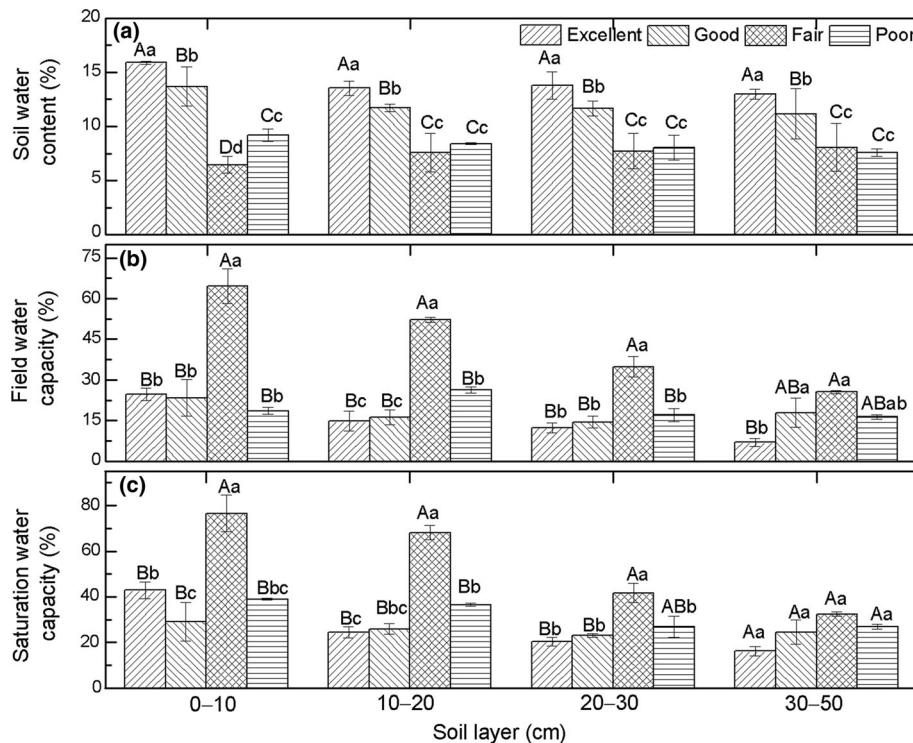 (a)
Excellent Good Fair Poor
20
15
10
5
0
Soil water
content (%)
Aa Bb Dd Cc
Aa Bb Cc Cc
Aa Bb Cc Cc
Aa Bb Cc Cc
(b)
75
60
45
30
15
0
Field water
capacity (%)
Bb Bb Aa Bb
Bc Bc Aa Bb
Bb Bb Aa Bb
Bb ABa Aa ABab
(c)
80
60
40
20
0
Saturation water
capacity (%)
Bb Bc Aa Bbc
Bc Bbc Aa Bb
Bb Bb Aa ABb
Aa Aa Aa Aa
0–10 10–20 20–30 30–50
Soil layer (cm)